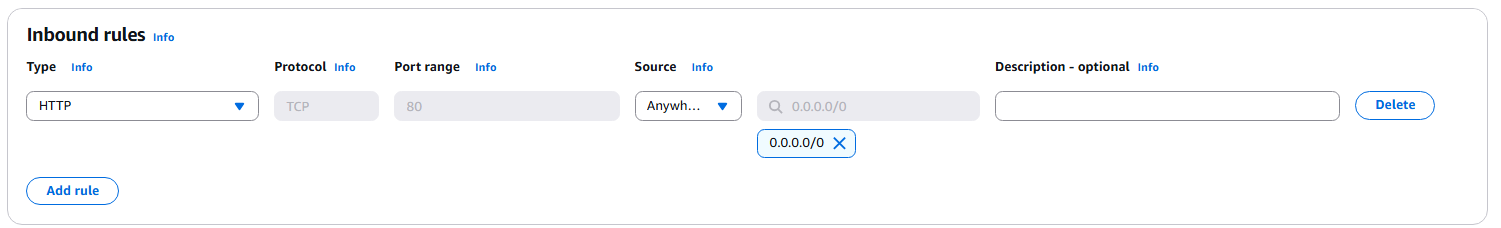 Inbound rules Info
Type Info Protocol Info Port range Info Source Info Description - optional Info
HTTP TCP 80 Anywh... 0.0.0.0/0 Delete
0.0.0.0/0
Add rule